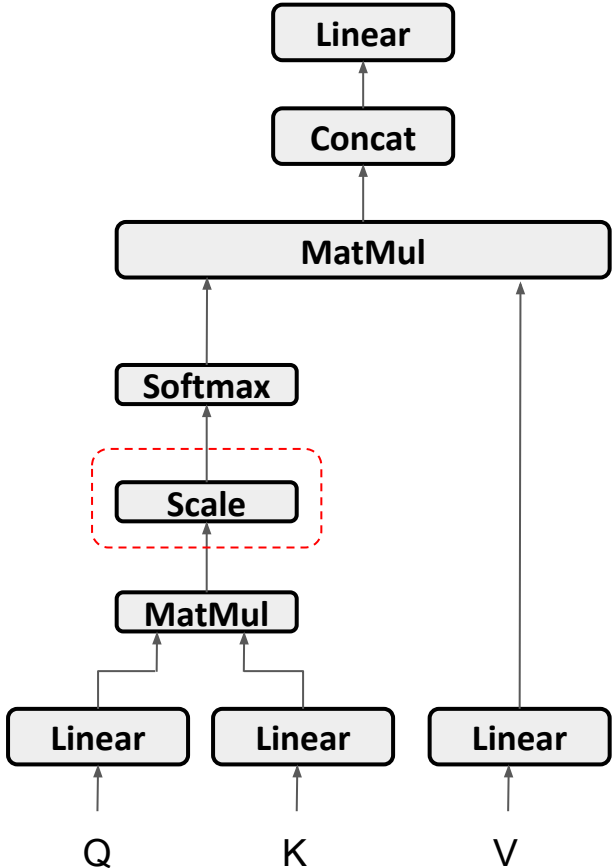 Linear
Concat
MatMul
Softmax
Scale
MatMul
Linear Linear Linear
Q K V